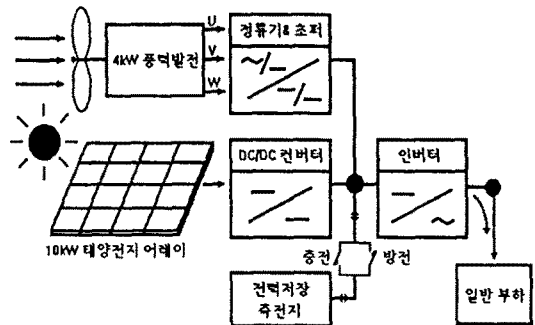 U
정류기& 초퍼
4kW 풍력발전
V
W
DC/DC 컨버터
인버터
10kW 태양전지 어레이
충전
방전
전력저장
축전지
일반 부하